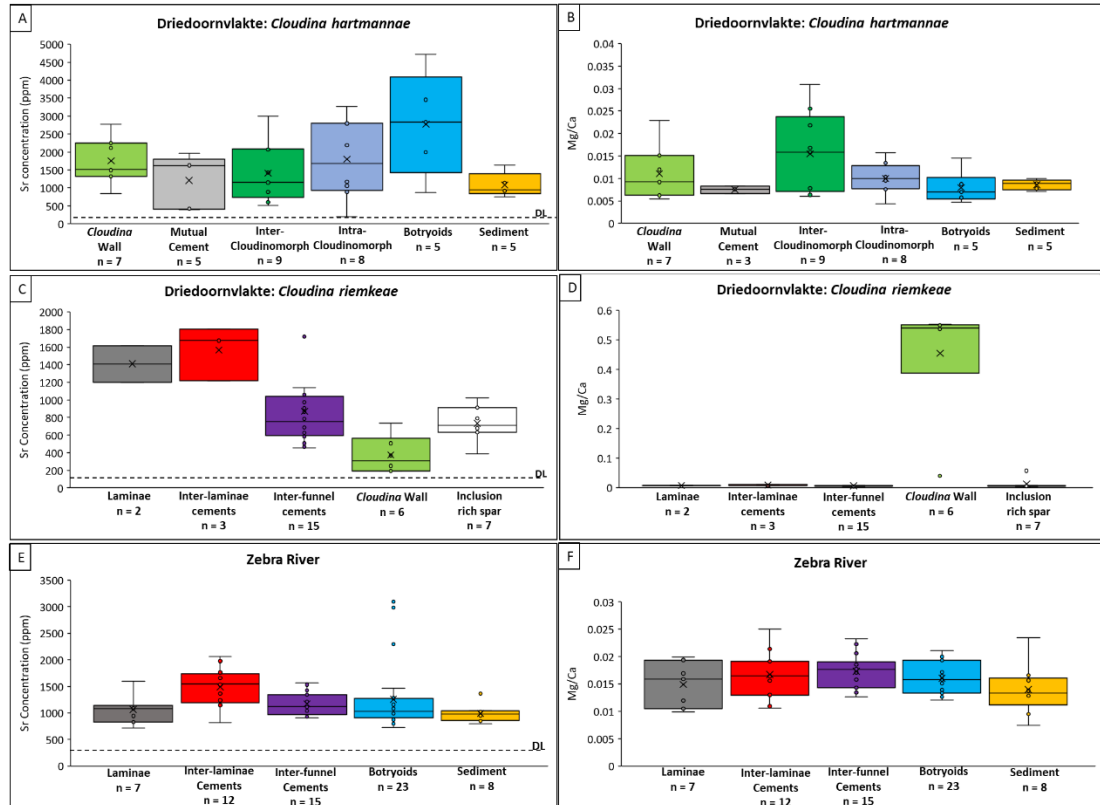 A
Driedoornvlakte: Cloudina hartmannae
Sr concentration (ppm)
5000
4500
4000
3500
3000
2500
2000
1500
1000
500
0
DL
Cloudina Wall n = 7
Mutual Cement n = 5
Inter-Cloudinomorph n = 9
Intra-Cloudinomorph n = 8
Botryoids n = 5
Sediment n = 5
B
Driedoornvlakte: Cloudina hartmannae
Mg/Ca
0.04
0.035
0.03
0.025
0.02
0.015
0.01
0.005
0
Cloudina Wall n = 7
Mutual Cement n = 3
Inter-Cloudinomorph n = 9
Intra-Cloudinomorph n = 8
Botryoids n = 5
Sediment n = 5
C
Driedoornvlakte: Cloudina riemkeae
Sr Concentration (ppm)
2000
1800
1600
1400
1200
1000
800
600
400
200
0
DL
Laminae n = 2
Inter-laminae cements n = 3
Inter-funnel cements n = 15
Cloudina Wall n = 6
Inclusion rich spar n = 7
D
Driedoornvlakte: Cloudina riemkeae
Mg/Ca
0.6
0.5
0.4
0.3
0.2
0.1
0
Laminae n = 2
Inter-laminae cements n = 3
Inter-funnel cements n = 15
Cloudina Wall n = 6
Inclusion rich spar n = 7
E
Zebra River
Sr Concentration (ppm)
3500
3000
2500
2000
1500
1000
500
0
DL
Laminae n = 7
Inter-laminae Cements n = 12
Inter-funnel Cements n = 15
Botryoids n = 23
Sediment n = 8
F
Zebra River
Mg/Ca
0.03
0.025
0.02
0.015
0.01
0.005
0
Laminae n = 7
Inter-laminae Cements n = 12
Inter-funnel Cements n = 15
Botryoids n = 23
Sediment n = 8